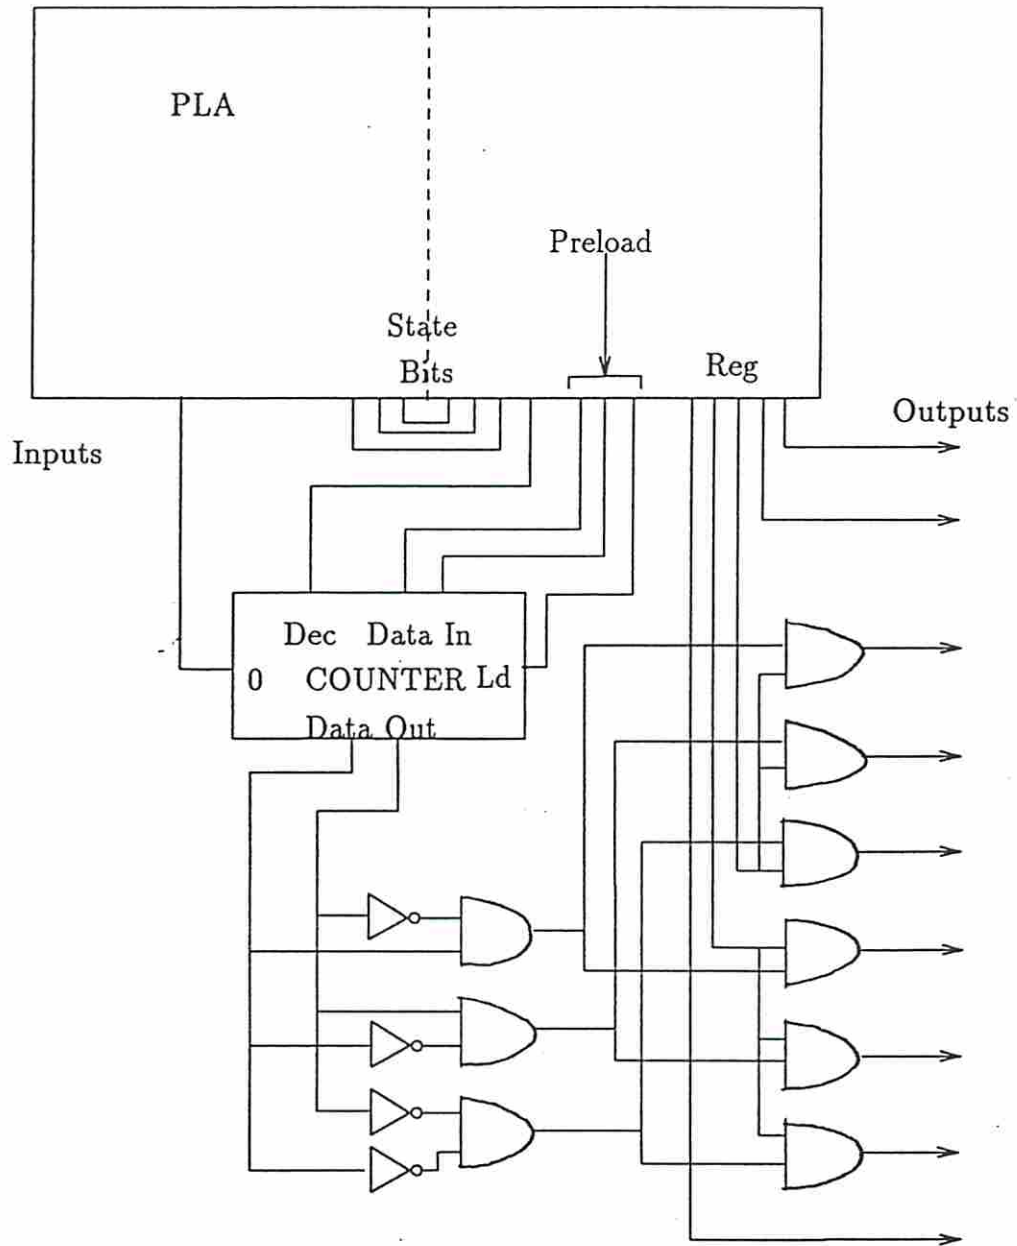 PLA
Preload
State
Bits
Reg
Outputs
Inputs
Dec Data In
0 COUNTER Ld
Data Out